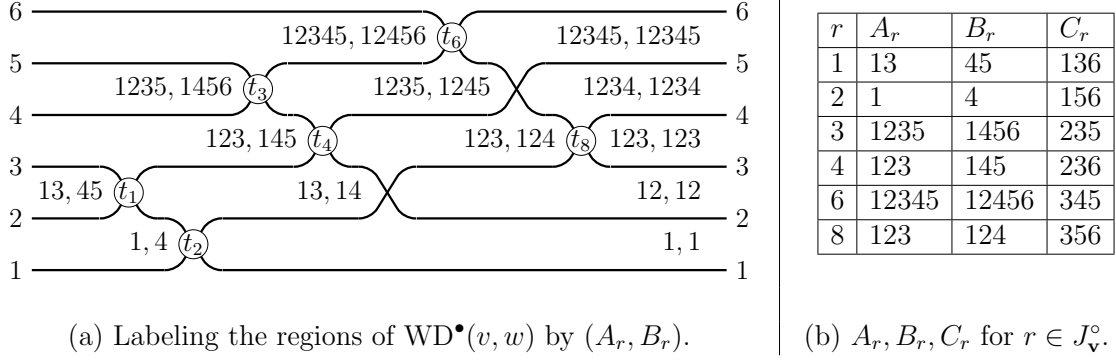 6 12345, 12456 t₆ 12345, 12345 6
5 1235, 1456 t₃ 1235, 1245 1234, 1234 5
4 123, 145 t₄ 123, 124 t₈ 123, 123 4
3 13, 45 t₁ 13, 14 12, 12 3
2 1, 4 t₂ 1, 1 2
1 1
(a) Labeling the regions of WD•(v, w) by (Aᵣ, Bᵣ).
r Aᵣ Bᵣ Cᵣ
1 13 45 136
2 1 4 156
3 1235 1456 235
4 123 145 236
6 12345 12456 345
8 123 124 356
(b) Aᵣ, Bᵣ, Cᵣ for r ∈ J°ᵥ.